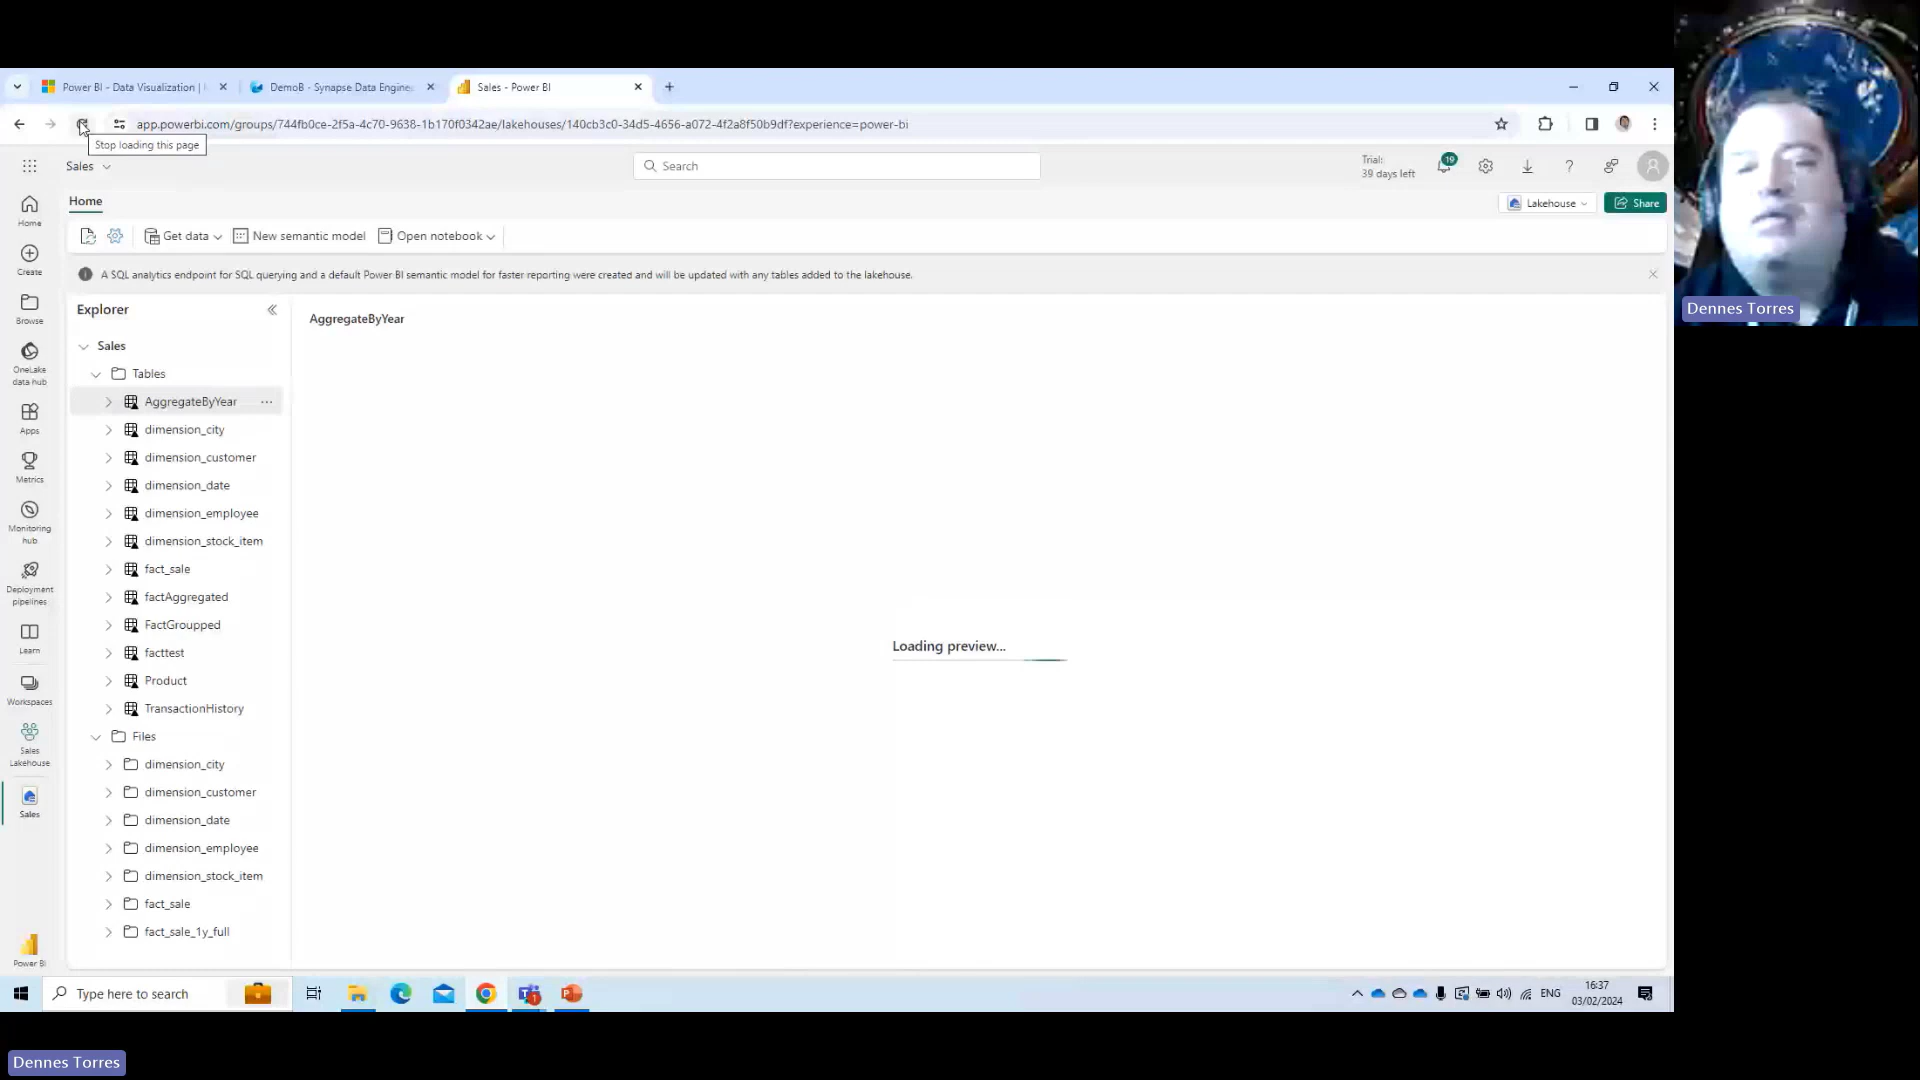 Power BI - Data Visualization |
DemoB - Synapse Data Engine
Sales - Power BI
app.powerbi.com/groups/744fb0ce-2f5a-4c70-9638-1b170f0342ae/lakehouses/140cb3c0-34d5-4656-a072-4f2a8f50b9df?experience=power-bi
Stop loading this page
Sales
Search
Trial:
39 days left
19
Home
Lakehouse
Share
Get data
New semantic model
Open notebook
A SQL analytics endpoint for SQL querying and a default Power BI semantic model for faster reporting were created and will be updated with any tables added to the lakehouse.
Home
Create
Browse
OneLake
data hub
Apps
Metrics
Monitoring
hub
Deployment
pipelines
Learn
Workspaces
Sales
Lakehouse
Sales
Power BI
Explorer
Sales
Tables
AggregateByYear
dimension_city
dimension_customer
dimension_date
dimension_employee
dimension_stock_item
fact_sale
factAggregated
FactGroupped
facttest
Product
TransactionHistory
Files
dimension_city
dimension_customer
dimension_date
dimension_employee
dimension_stock_item
fact_sale
fact_sale_1y_full
AggregateByYear
Loading preview...
Dennes Torres
Type here to search
ENG
16:37
03/02/2024
Dennes Torres